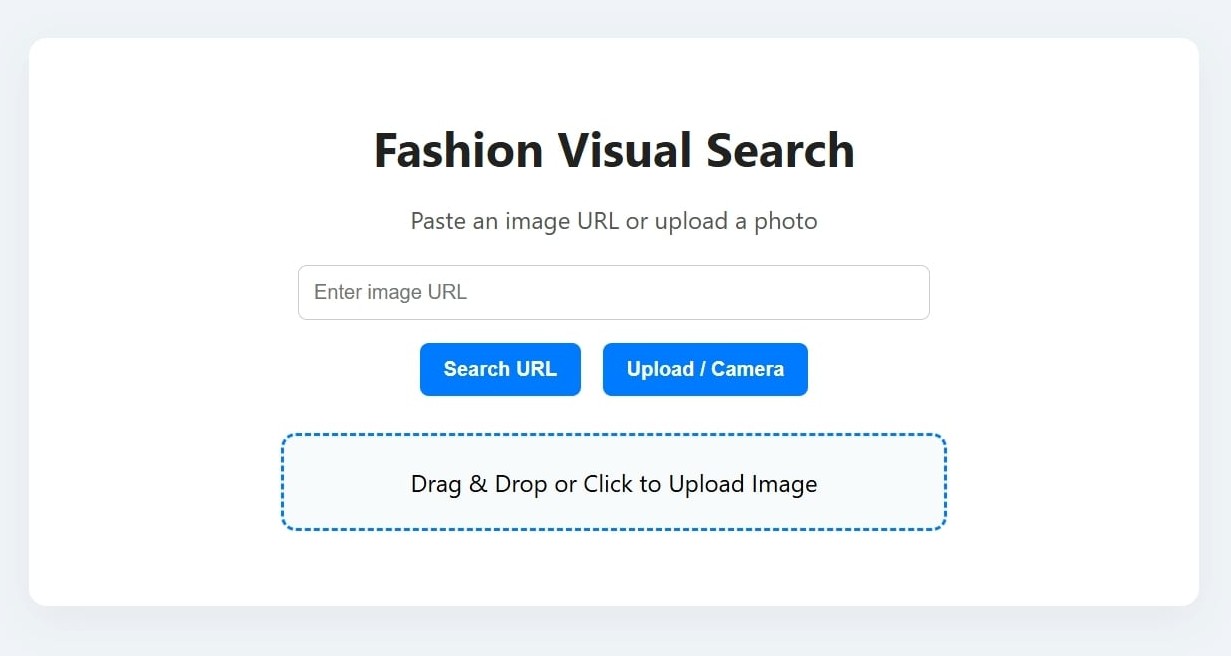 Fashion Visual Search
Paste an image URL or upload a photo
Enter image URL
Search URL
Upload / Camera
Drag & Drop or Click to Upload Image